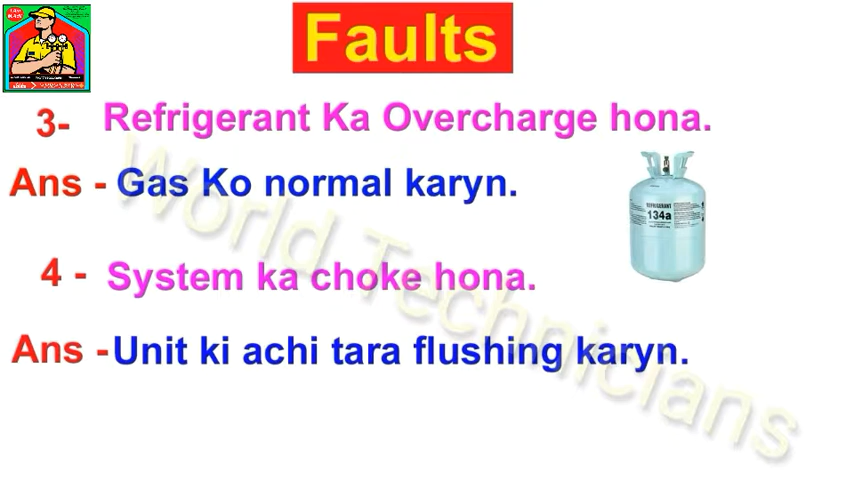 Faults
3- Refrigerant Ka Overcharge hona.
Ans - Gas Ko normal karyn.
REFRIGERANT
134a
4 - System ka choke hona.
Ans - Unit ki achi tara flushing karyn.
World Technicians